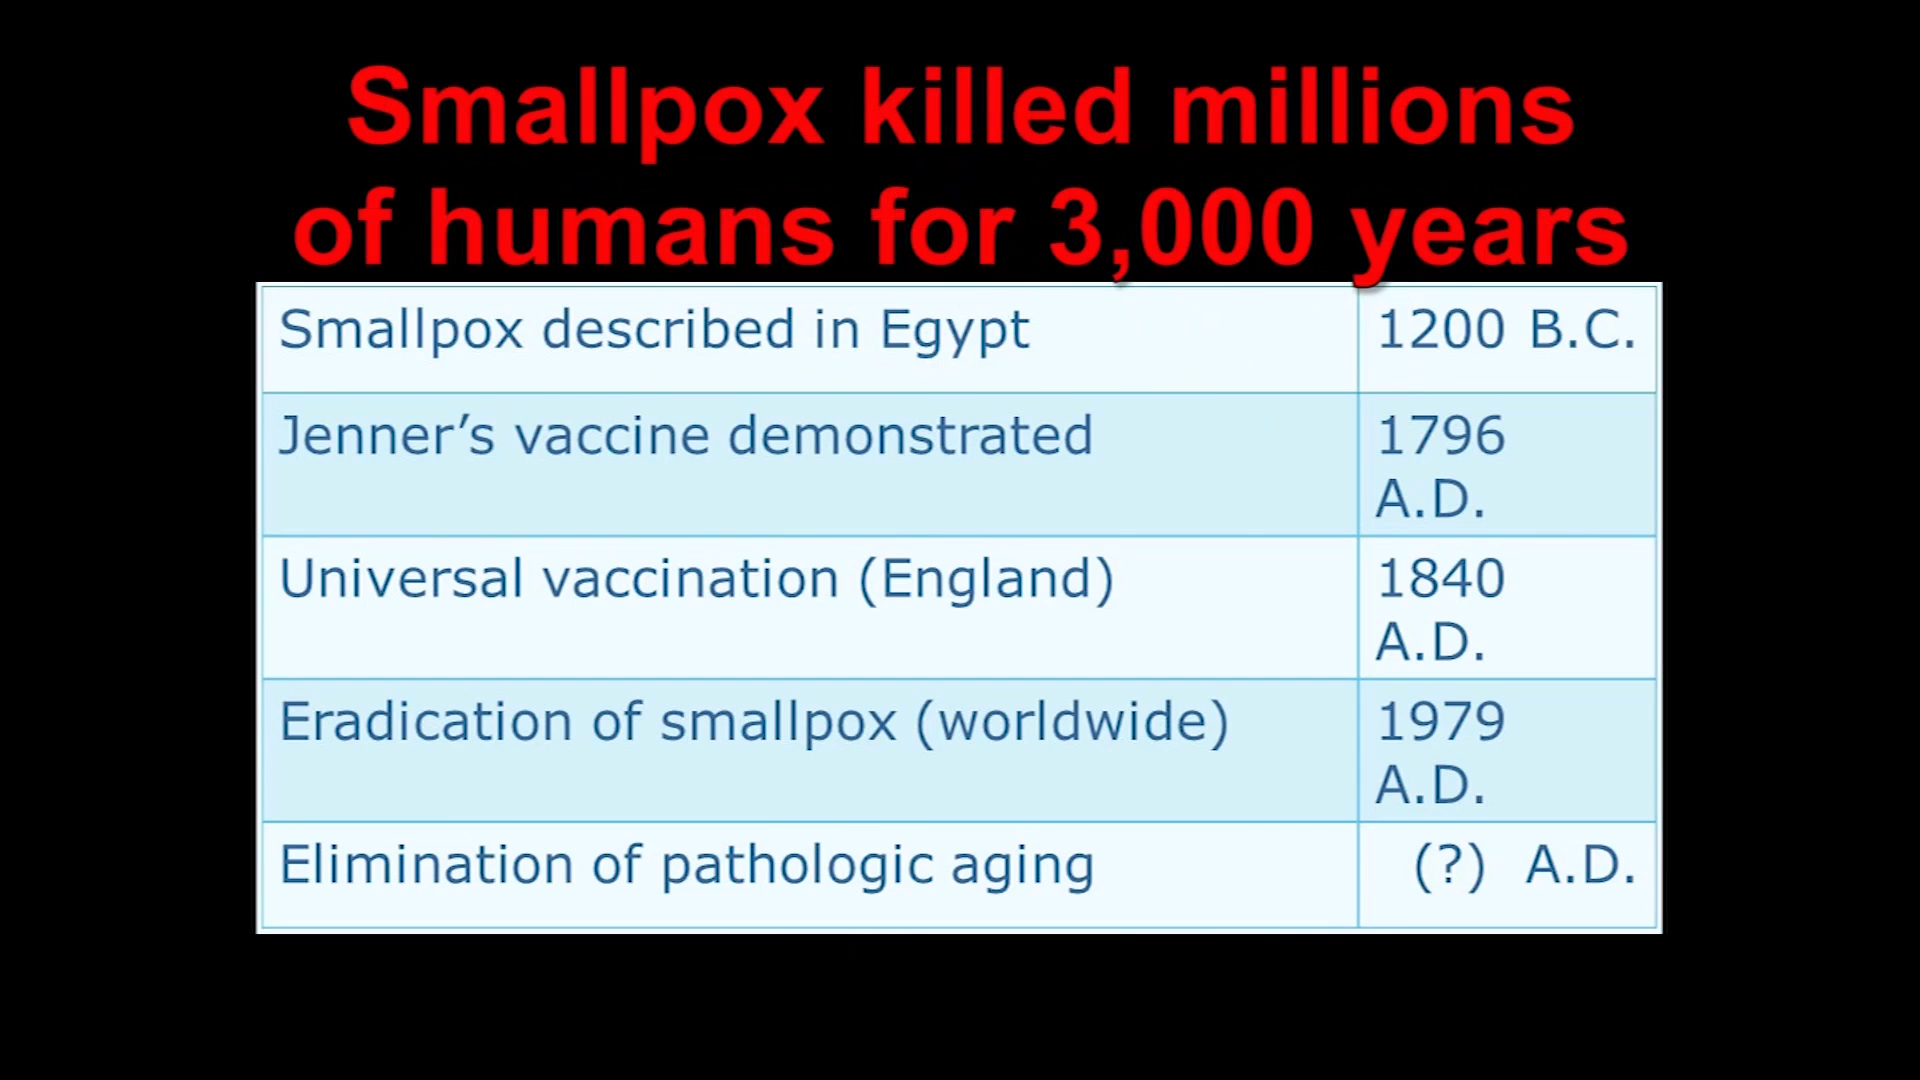 Smallpox killed millions
of humans for 3,000 years
Smallpox described in Egypt 1200 B.C.
Jenner’s vaccine demonstrated 1796
A.D.
Universal vaccination (England) 1840
A.D.
Eradication of smallpox (worldwide) 1979
A.D.
Elimination of pathologic aging (?) A.D.